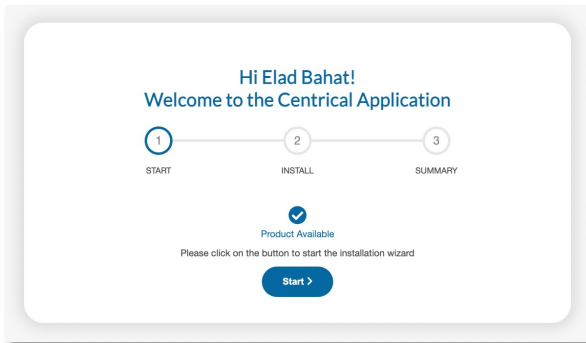 Hi Elad Bahat!
Welcome to the Centrical Application
1 2 3
START INSTALL SUMMARY
Product Available
Please click on the button to start the installation wizard
Start >